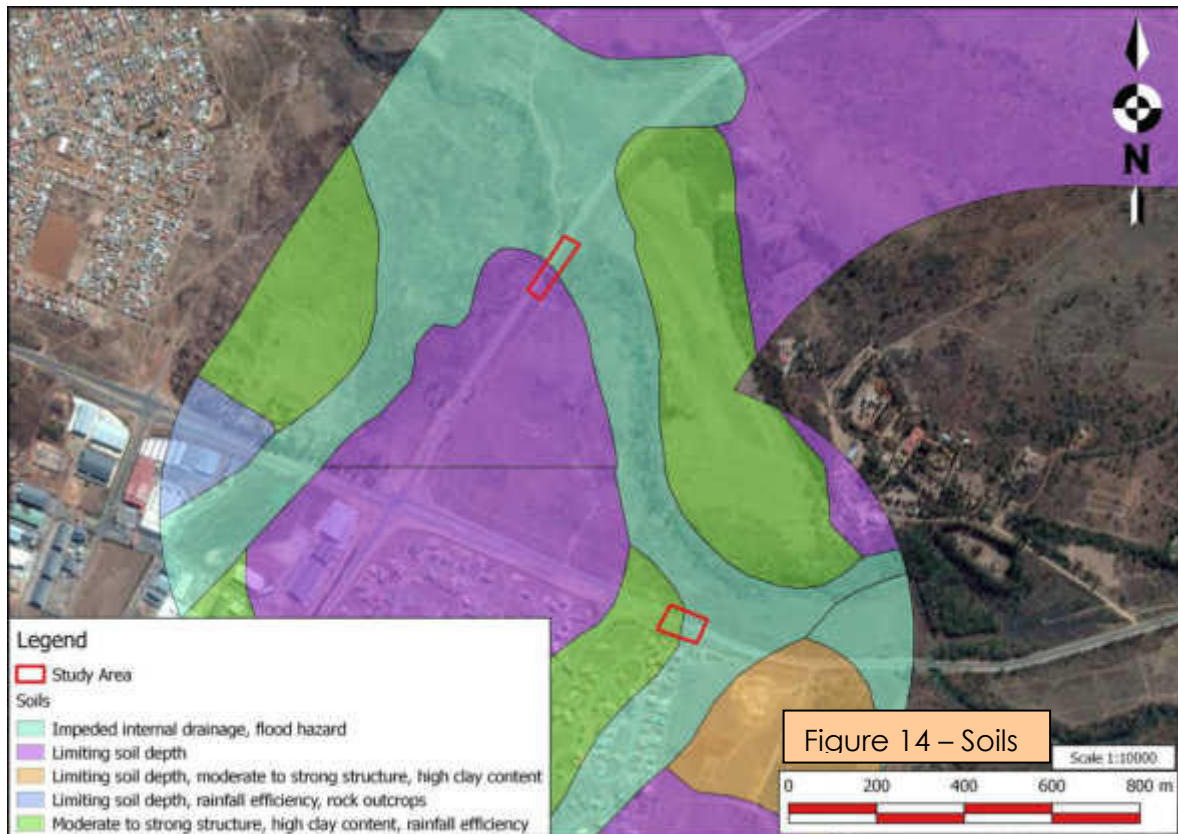 N
Legend
Study Area
Soils
Impeded internal drainage, flood hazard
Limiting soil depth
Limiting soil depth, moderate to strong structure, high clay content
Limiting soil depth, rainfall efficiency, rock outcrops
Moderate to strong structure, high clay content, rainfall efficiency
Figure 14 – Soils
Scale 1:10000
0 200 400 600 800 m